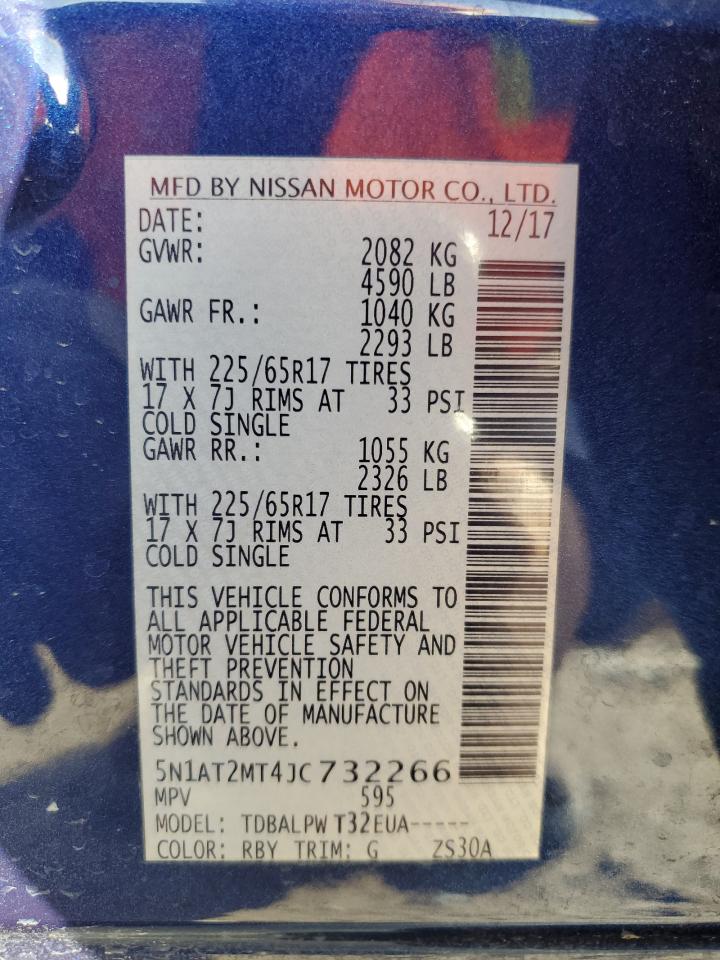 MFD BY NISSAN MOTOR CO., LTD.
DATE: 12/17
GVWR: 2082 KG
4590 LB
GAWR FR.: 1040 KG
2293 LB
WITH 225/65R17 TIRES
17 X 7J RIMS AT 33 PSI
COLD SINGLE
GAWR RR.: 1055 KG
2326 LB
WITH 225/65R17 TIRES
17 X 7J RIMS AT 33 PSI
COLD SINGLE
THIS VEHICLE CONFORMS TO
ALL APPLICABLE FEDERAL
MOTOR VEHICLE SAFETY AND
THEFT PREVENTION
STANDARDS IN EFFECT ON
THE DATE OF MANUFACTURE
SHOWN ABOVE.
5N1AT2MT4JC732266
MPV 595
MODEL: TDBALPWT32EUA-----
COLOR: RBY TRIM: G ZS30A